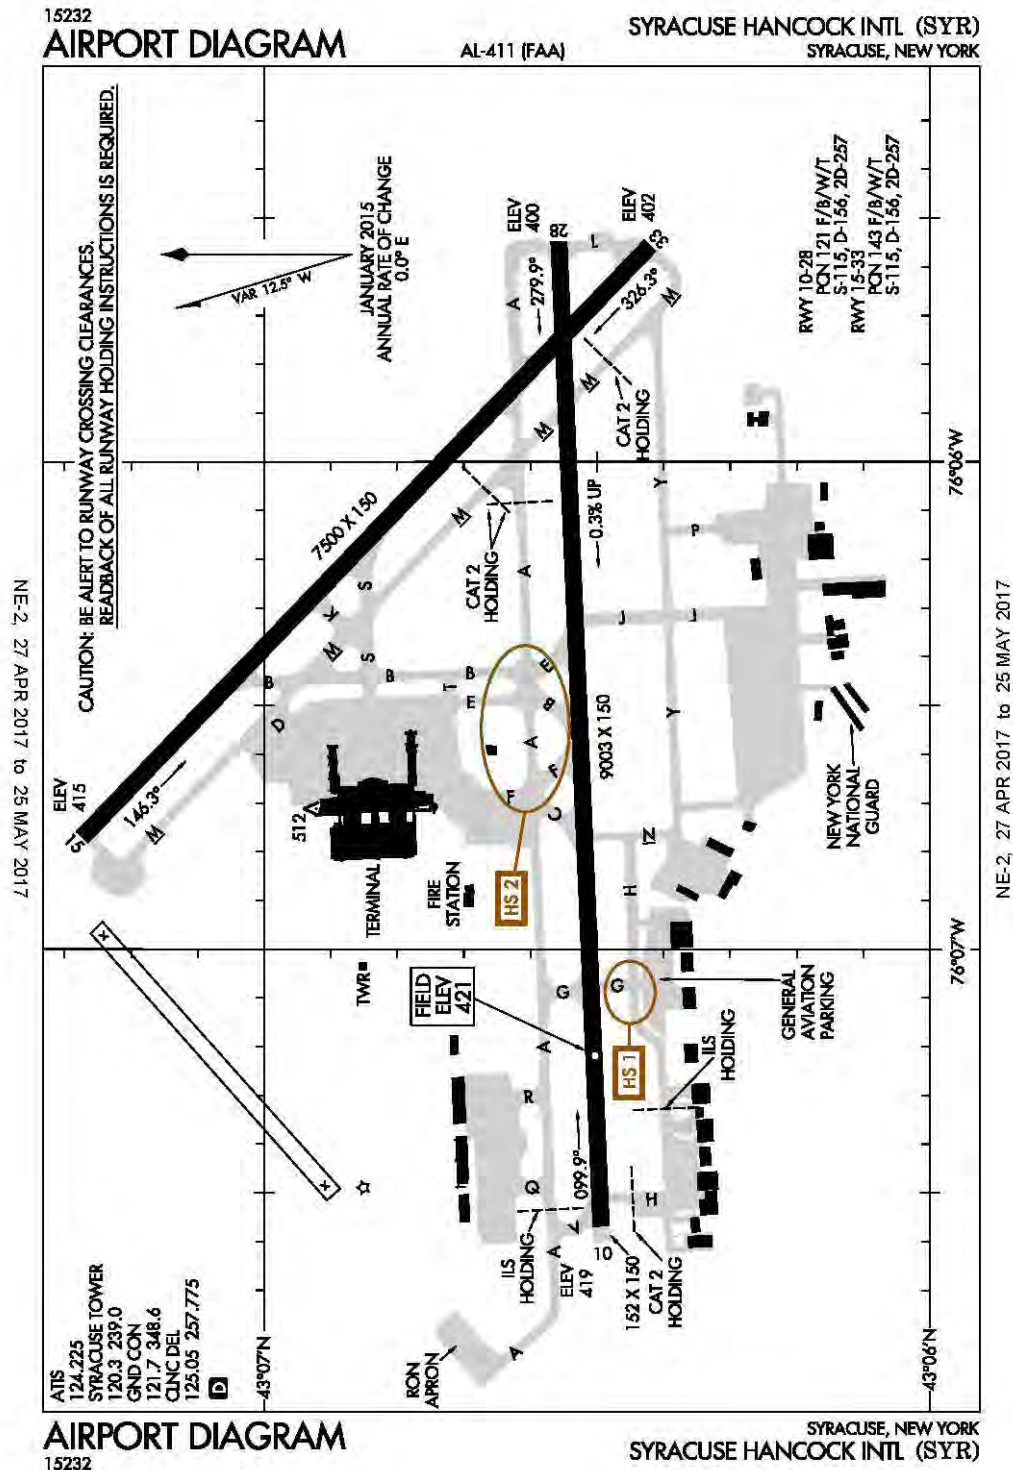 15232
AIRPORT DIAGRAM
AL-411 (FAA)
SYRACUSE HANCOCK INTL (SYR)
SYRACUSE, NEW YORK
CAUTION: BE ALERT TO RUNWAY CROSSING CLEARANCES.
READBACK OF ALL RUNWAY HOLDING INSTRUCTIONS IS REQUIRED.
VAR 12.5° W
JANUARY 2015
ANNUAL RATE OF CHANGE
0.0° E
ELEV
400
28
ELEV
402
33
L
A
279.9°
326.3°
M
M
M
M
M
M
RWY 10-28
PCN 121 F/B/W/T
S-115, D-156, 2D-257
RWY 15-33
PCN 143 F/B/W/T
S-115, D-156, 2D-257
CAT 2
HOLDING
H
76°06'W
7500 X 150
CAT 2
HOLDING
0.3% UP
A
Y
P
S
K
S
J
J
B
B
B
T
E
E
B
D
A
F
F
C
Y
9003 X 150
ELEV
415
15
146.3°
512
TERMINAL
FIRE
STATION
HS 2
N
H
NEW YORK
NATIONAL
GUARD
76°07'W
TWR
FIELD
ELEV
421
G
G
A
HS 1
GENERAL
AVIATION
PARKING
ILS
HOLDING
R
Q
099.9°
H
ILS
HOLDING
A
ELEV
419
10
152 X 150
CAT 2
HOLDING
RON
APRON
A
ATIS
124.225
SYRACUSE TOWER
120.3 239.0
GND CON
121.7 348.6
CLNC DEL
125.05 257.775
D
43°07'N
43°06'N
NE-2, 27 APR 2017 to 25 MAY 2017
NE-2, 27 APR 2017 to 25 MAY 2017
AIRPORT DIAGRAM
15232
SYRACUSE, NEW YORK
SYRACUSE HANCOCK INTL (SYR)